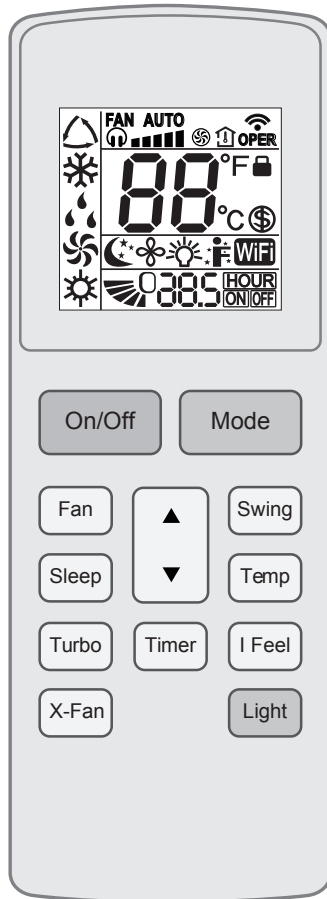 FAN AUTO
OPER
88°F
°C $
WiFi
HOUR
088.5 ON OFF
On/Off Mode
Fan ▲ Swing
Sleep ▼ Temp
Turbo Timer I Feel
X-Fan Light